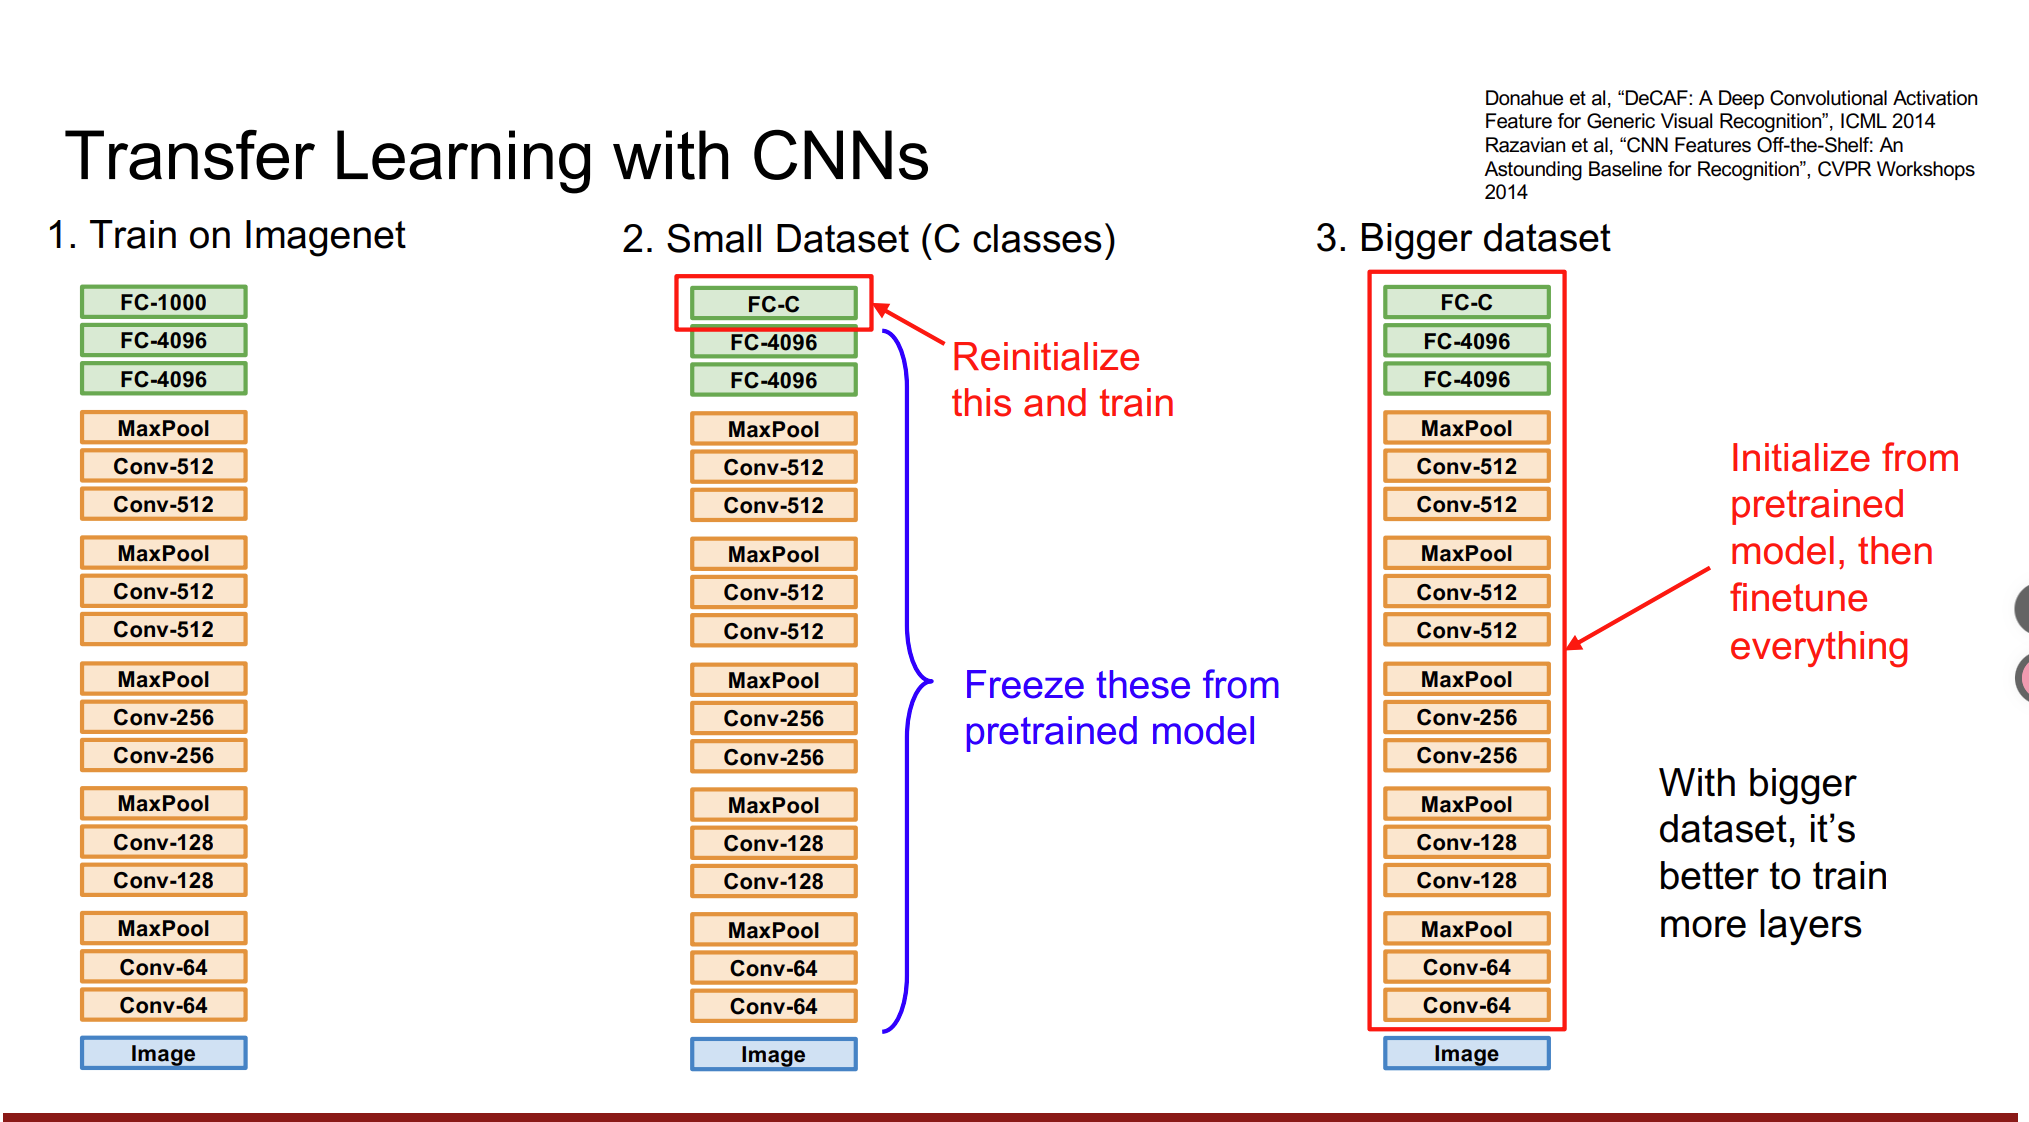 Donahue et al, “DeCAF: A Deep Convolutional Activation
Feature for Generic Visual Recognition”, ICML 2014
Razavian et al, “CNN Features Off-the-Shelf: An
Astounding Baseline for Recognition”, CVPR Workshops
2014
Transfer Learning with CNNs
1. Train on Imagenet
FC-1000
FC-4096
FC-4096
MaxPool
Conv-512
Conv-512
MaxPool
Conv-512
Conv-512
MaxPool
Conv-256
Conv-256
MaxPool
Conv-128
Conv-128
MaxPool
Conv-64
Conv-64
Image
2. Small Dataset (C classes)
FC-C
FC-4096
FC-4096
MaxPool
Conv-512
Conv-512
MaxPool
Conv-512
Conv-512
MaxPool
Conv-256
Conv-256
MaxPool
Conv-128
Conv-128
MaxPool
Conv-64
Conv-64
Image
Reinitialize
this and train
Freeze these from
pretrained model
3. Bigger dataset
FC-C
FC-4096
FC-4096
MaxPool
Conv-512
Conv-512
MaxPool
Conv-512
Conv-512
MaxPool
Conv-256
Conv-256
MaxPool
Conv-128
Conv-128
MaxPool
Conv-64
Conv-64
Image
Initialize from
pretrained
model, then
finetune
everything
With bigger
dataset, it’s
better to train
more layers